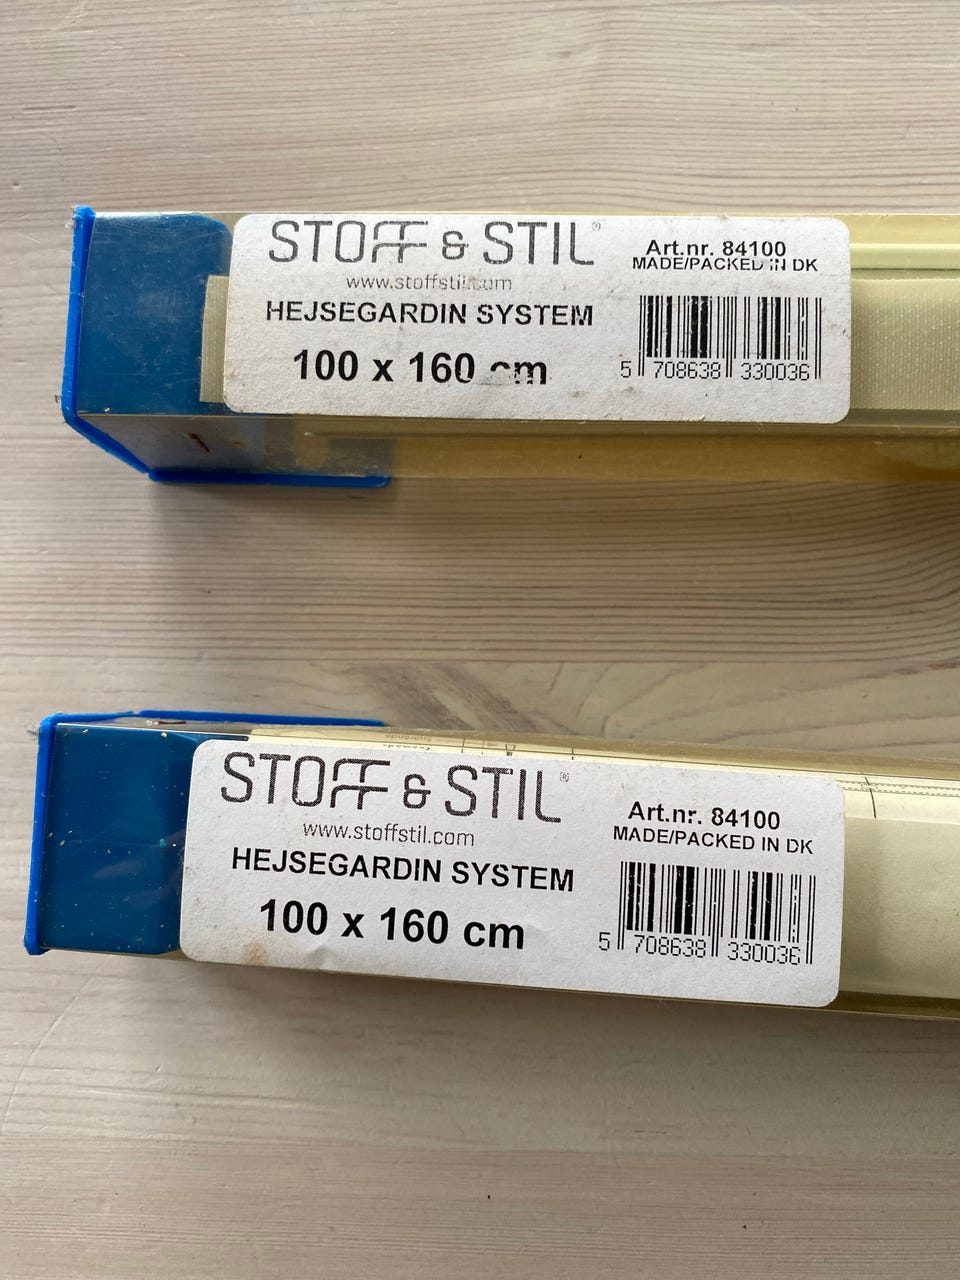 STOFF & STIL®
www.stoffstil.com
HEJSEGARDIN SYSTEM
100 x 160 cm
Art.nr. 84100
MADE/PACKED IN DK
5 708638 330036
STOFF & STIL®
www.stoffstil.com
HEJSEGARDIN SYSTEM
100 x 160 cm
Art.nr. 84100
MADE/PACKED IN DK
5 708638 330036